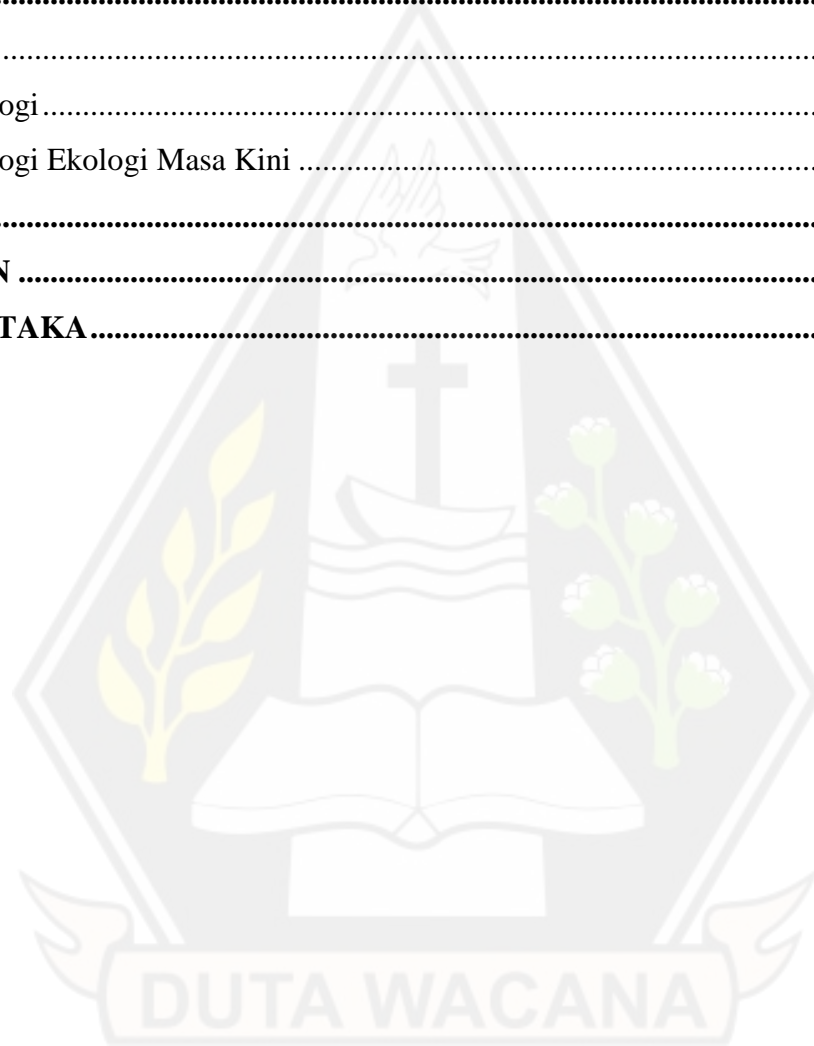 ................................................................................................
................................................................................................
ogi................................................................................................
ogi Ekologi Masa Kini ................................................................
................................................................................................
N ................................................................................................
TAKA................................................................................................
DUTA WACANA